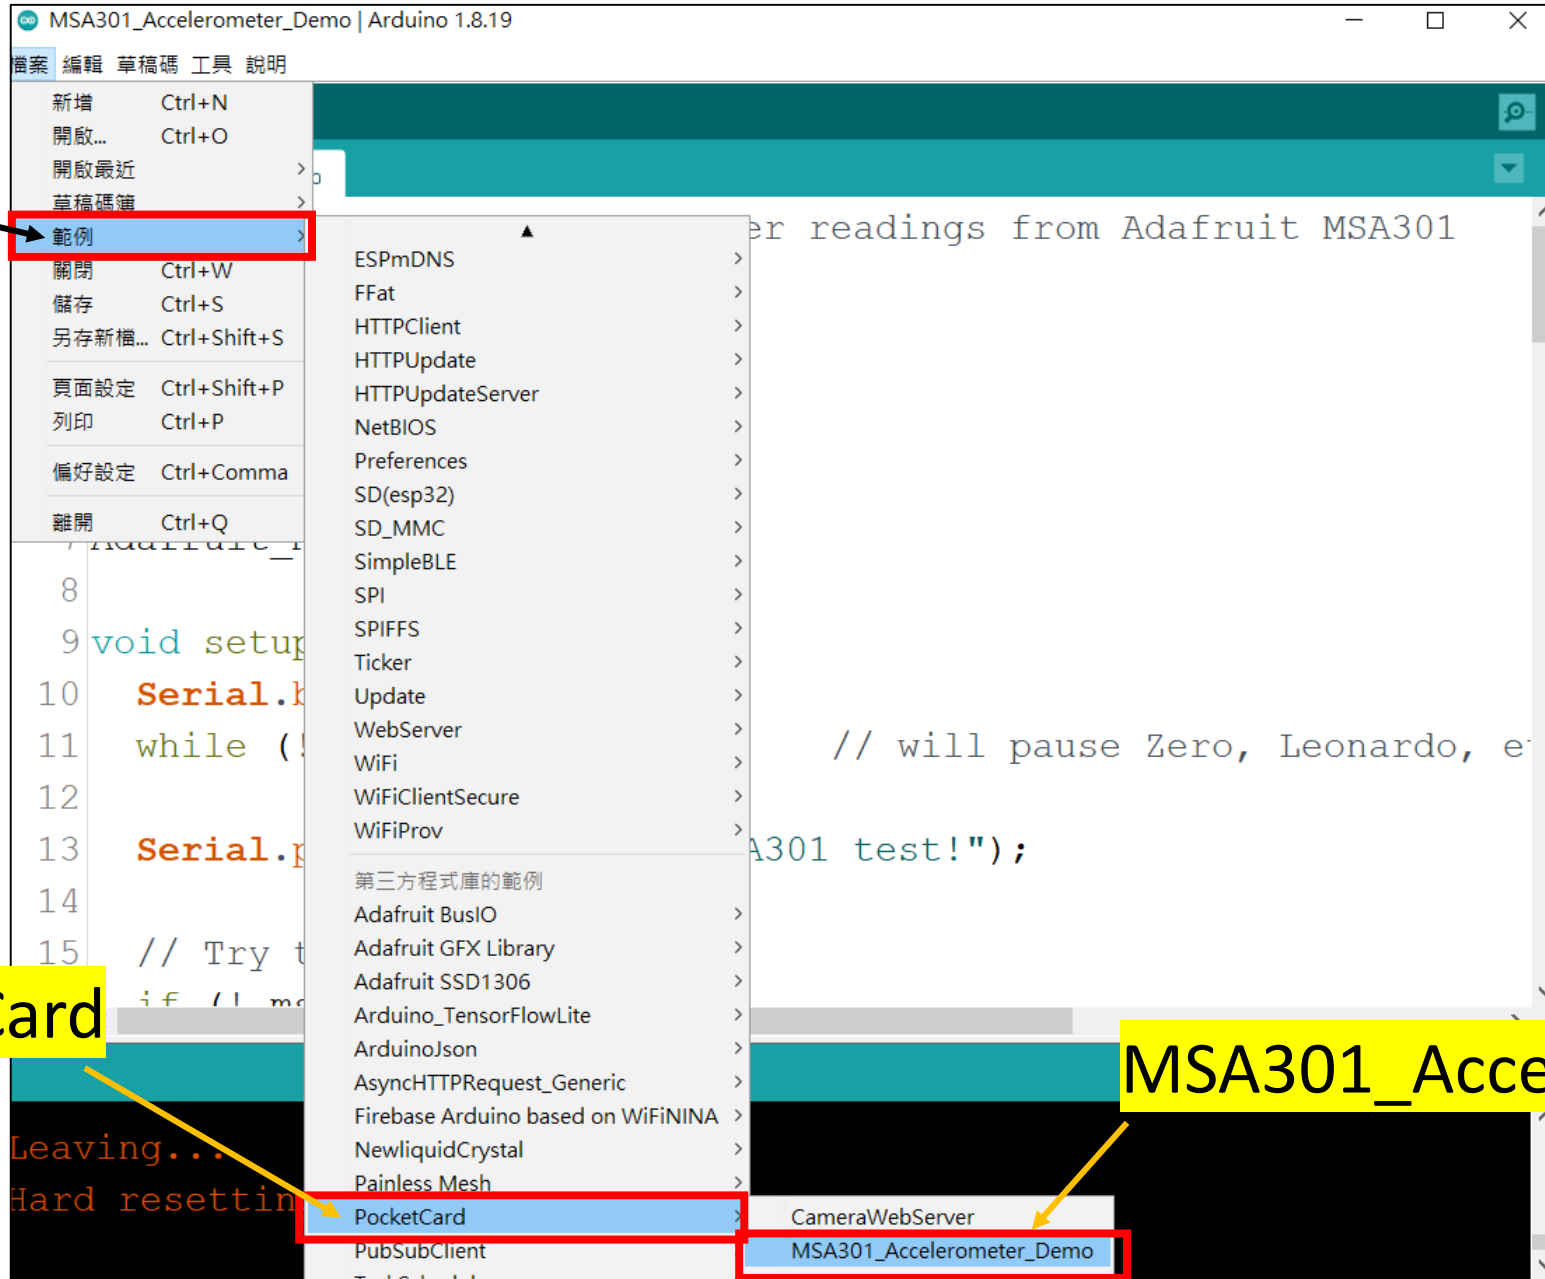 MSA301_Accelerometer_Demo | Arduino 1.8.19
檔案 編輯 草稿碼 工具 說明
新增 Ctrl+N
開啟... Ctrl+O
開啟最近
草稿碼簿
範例
關閉 Ctrl+W
儲存 Ctrl+S
另存新檔... Ctrl+Shift+S
頁面設定 Ctrl+Shift+P
列印 Ctrl+P
偏好設定 Ctrl+Comma
離開 Ctrl+Q
ESPmDNS
FFat
HTTPClient
HTTPUpdate
HTTPUpdateServer
NetBIOS
Preferences
SD(esp32)
SD_MMC
SimpleBLE
SPI
SPIFFS
Ticker
Update
WebServer
WiFi
WiFiClientSecure
WiFiProv
第三方程式庫的範例
Adafruit BusIO
Adafruit GFX Library
Adafruit SSD1306
Arduino_TensorFlowLite
ArduinoJson
AsyncHTTPRequest_Generic
Firebase Arduino based on WiFiNINA
NewliquidCrystal
Painless Mesh
PocketCard
PubSubClient
CameraWebServer
MSA301_Accelerometer_Demo
er readings from Adafruit MSA301
8
9 void setup
10 Serial.b
11 while (! // will pause Zero, Leonardo, e
12
13 Serial.p A301 test!");
14
15 // Try t
if (! m
Card
MSA301_Acce
Leaving...
Hard resettin